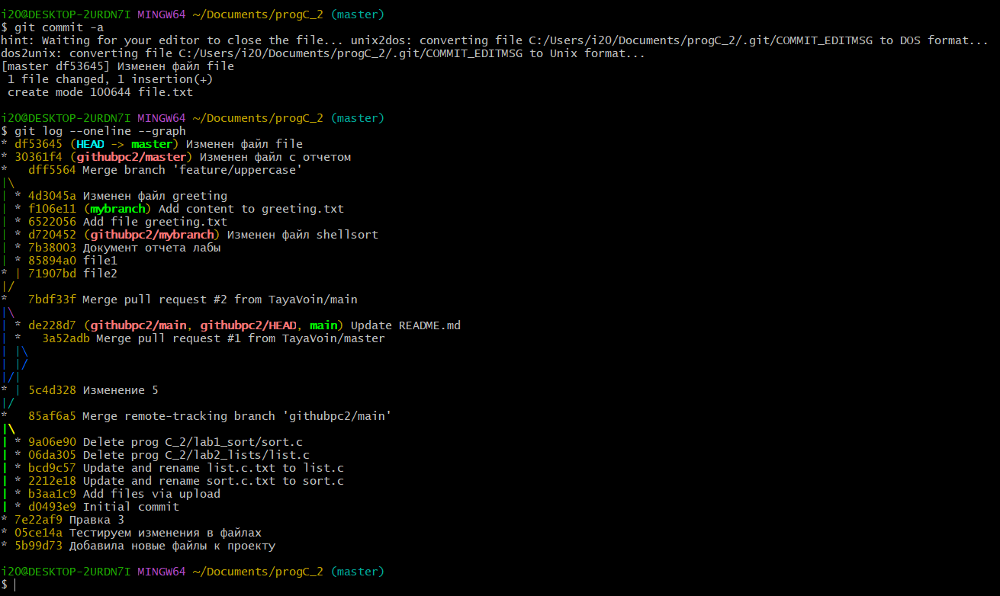 i20@DESKTOP-2URDN7I MINGW64 ~/Documents/progC_2 (master)
$ git commit -a
hint: Waiting for your editor to close the file... unix2dos: converting file C:/Users/i20/Documents/progC_2/.git/COMMIT_EDITMSG to DOS format...
dos2unix: converting file C:/Users/i20/Documents/progC_2/.git/COMMIT_EDITMSG to Unix format...
[master df53645] Изменен файл file
 1 file changed, 1 insertion(+)
 create mode 100644 file.txt

i20@DESKTOP-2URDN7I MINGW64 ~/Documents/progC_2 (master)
$ git log --oneline --graph
* df53645 (HEAD -> master) Изменен файл file
* 30361f4 (githubpc2/master) Изменен файл с отчетом
*   dff5564 Merge branch 'feature/uppercase'
|\
| * 4d3045a Изменен файл greeting
| * f106e11 (mybranch) Add content to greeting.txt
| * 6522056 Add file greeting.txt
| * d720452 (githubpc2/mybranch) Изменен файл shellsort
| * 7b38003 Документ отчета лабы
| * 85894a0 file1
* | 71907bd file2
|/
*   7bdf33f Merge pull request #2 from TayaVoin/main
|\
| * de228d7 (githubpc2/main, githubpc2/HEAD, main) Update README.md
| *   3a52adb Merge pull request #1 from TayaVoin/master
| |\
| |/
|/|
* | 5c4d328 Изменение 5
|/
*   85af6a5 Merge remote-tracking branch 'githubpc2/main'
|\
| * 9a06e90 Delete prog C_2/lab1_sort/sort.c
| * 06da305 Delete prog C_2/lab2_lists/list.c
| * bcd9c57 Update and rename list.c.txt to list.c
| * 2212e18 Update and rename sort.c.txt to sort.c
| * b3aa1c9 Add files via upload
| * d0493e9 Initial commit
* 7e22af9 Правка 3
* 05ce14a Тестируем изменения в файлах
* 5b99d73 Добавила новые файлы к проекту

i20@DESKTOP-2URDN7I MINGW64 ~/Documents/progC_2 (master)
$